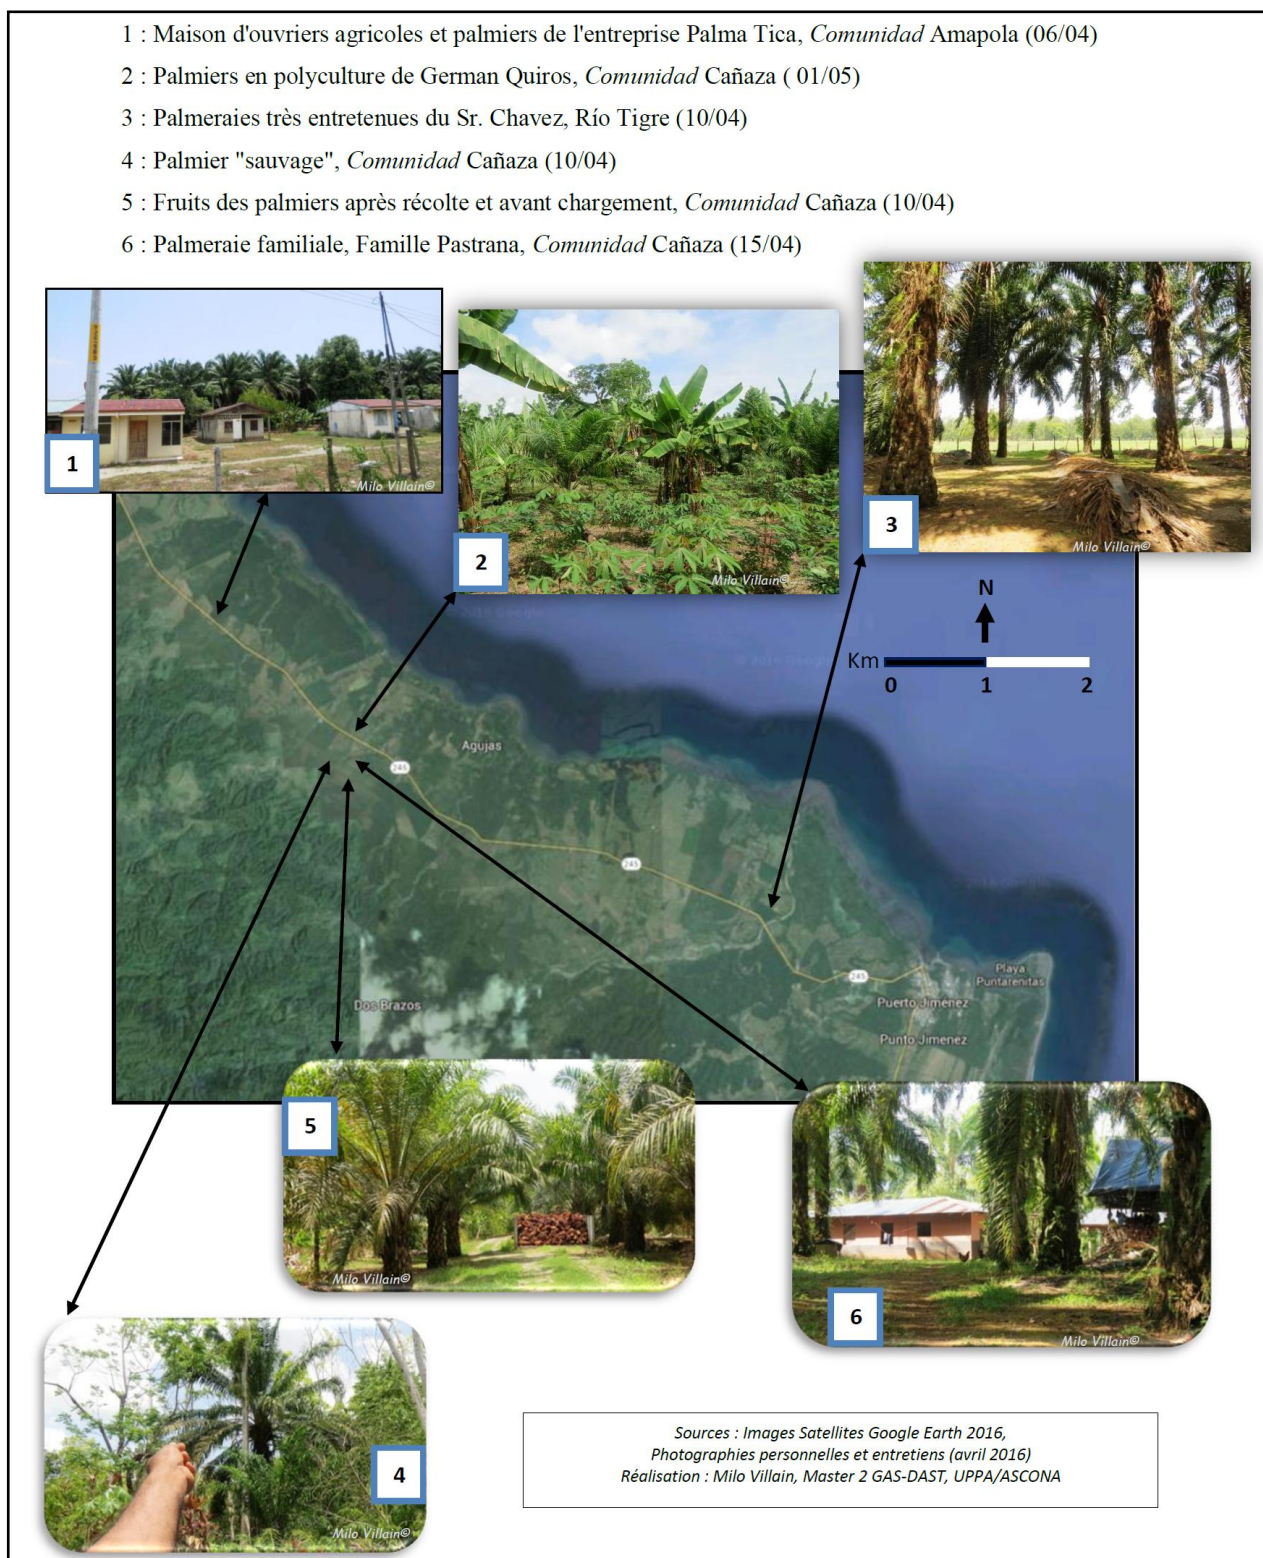 1 : Maison d'ouvriers agricoles et palmiers de l'entreprise Palma Tica, Comunidad Amapola (06/04)
2 : Palmiers en polyculture de German Quiros, Comunidad Cañaza ( 01/05)
3 : Palmeraies très entretenues du Sr. Chavez, Río Tigre (10/04)
4 : Palmier "sauvage", Comunidad Cañaza (10/04)
5 : Fruits des palmiers après récolte et avant chargement, Comunidad Cañaza (10/04)
6 : Palmeraie familiale, Famille Pastrana, Comunidad Cañaza (15/04)
1
Milo Villain©
2
Milo Villain©
3
Milo Villain©
N
Km
0 1 2
Agujas
245
245
245
Playa
Puntarenitas
Puerto Jimenez
Punto Jimenez
Dos Brazos
5
Milo Villain©
6
Milo Villain©
4
Milo Villain©
Sources : Images Satellites Google Earth 2016,
Photographies personnelles et entretiens (avril 2016)
Réalisation : Milo Villain, Master 2 GAS-DAST, UPPA/ASCONA